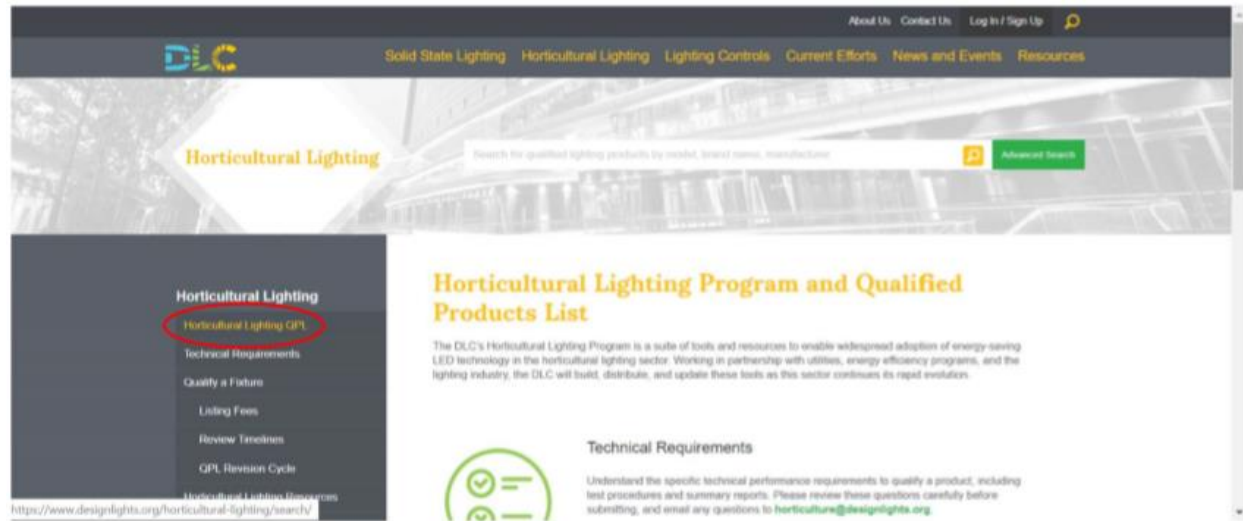 About Us Contact Us Log In / Sign Up
DLC
Solid State Lighting Horticultural Lighting Lighting Controls Current Efforts News and Events Resources
Horticultural Lighting
Search for qualified lighting products by model, brand name, manufacturer
Advanced Search
Horticultural Lighting
Horticultural Lighting QPL
Technical Requirements
Qualify a Fixture
Listing Fees
Review Timelines
QPL Revision Cycle
Horticultural Lighting Resources
https://www.designlights.org/horticultural-lighting/search/
Horticultural Lighting Program and Qualified
Products List
The DLC's Horticultural Lighting Program is a suite of tools and resources to enable widespread adoption of energy-saving
LED technology in the horticultural lighting sector. Working in partnership with utilities, energy efficiency programs, and the
lighting industry, the DLC will build, distribute, and update these tools as this sector continues its rapid evolution.
Technical Requirements
Understand the specific technical performance requirements to qualify a product, including
test procedures and summary reports. Please review these questions carefully before
submitting, and email any questions to horticulture@designlights.org.